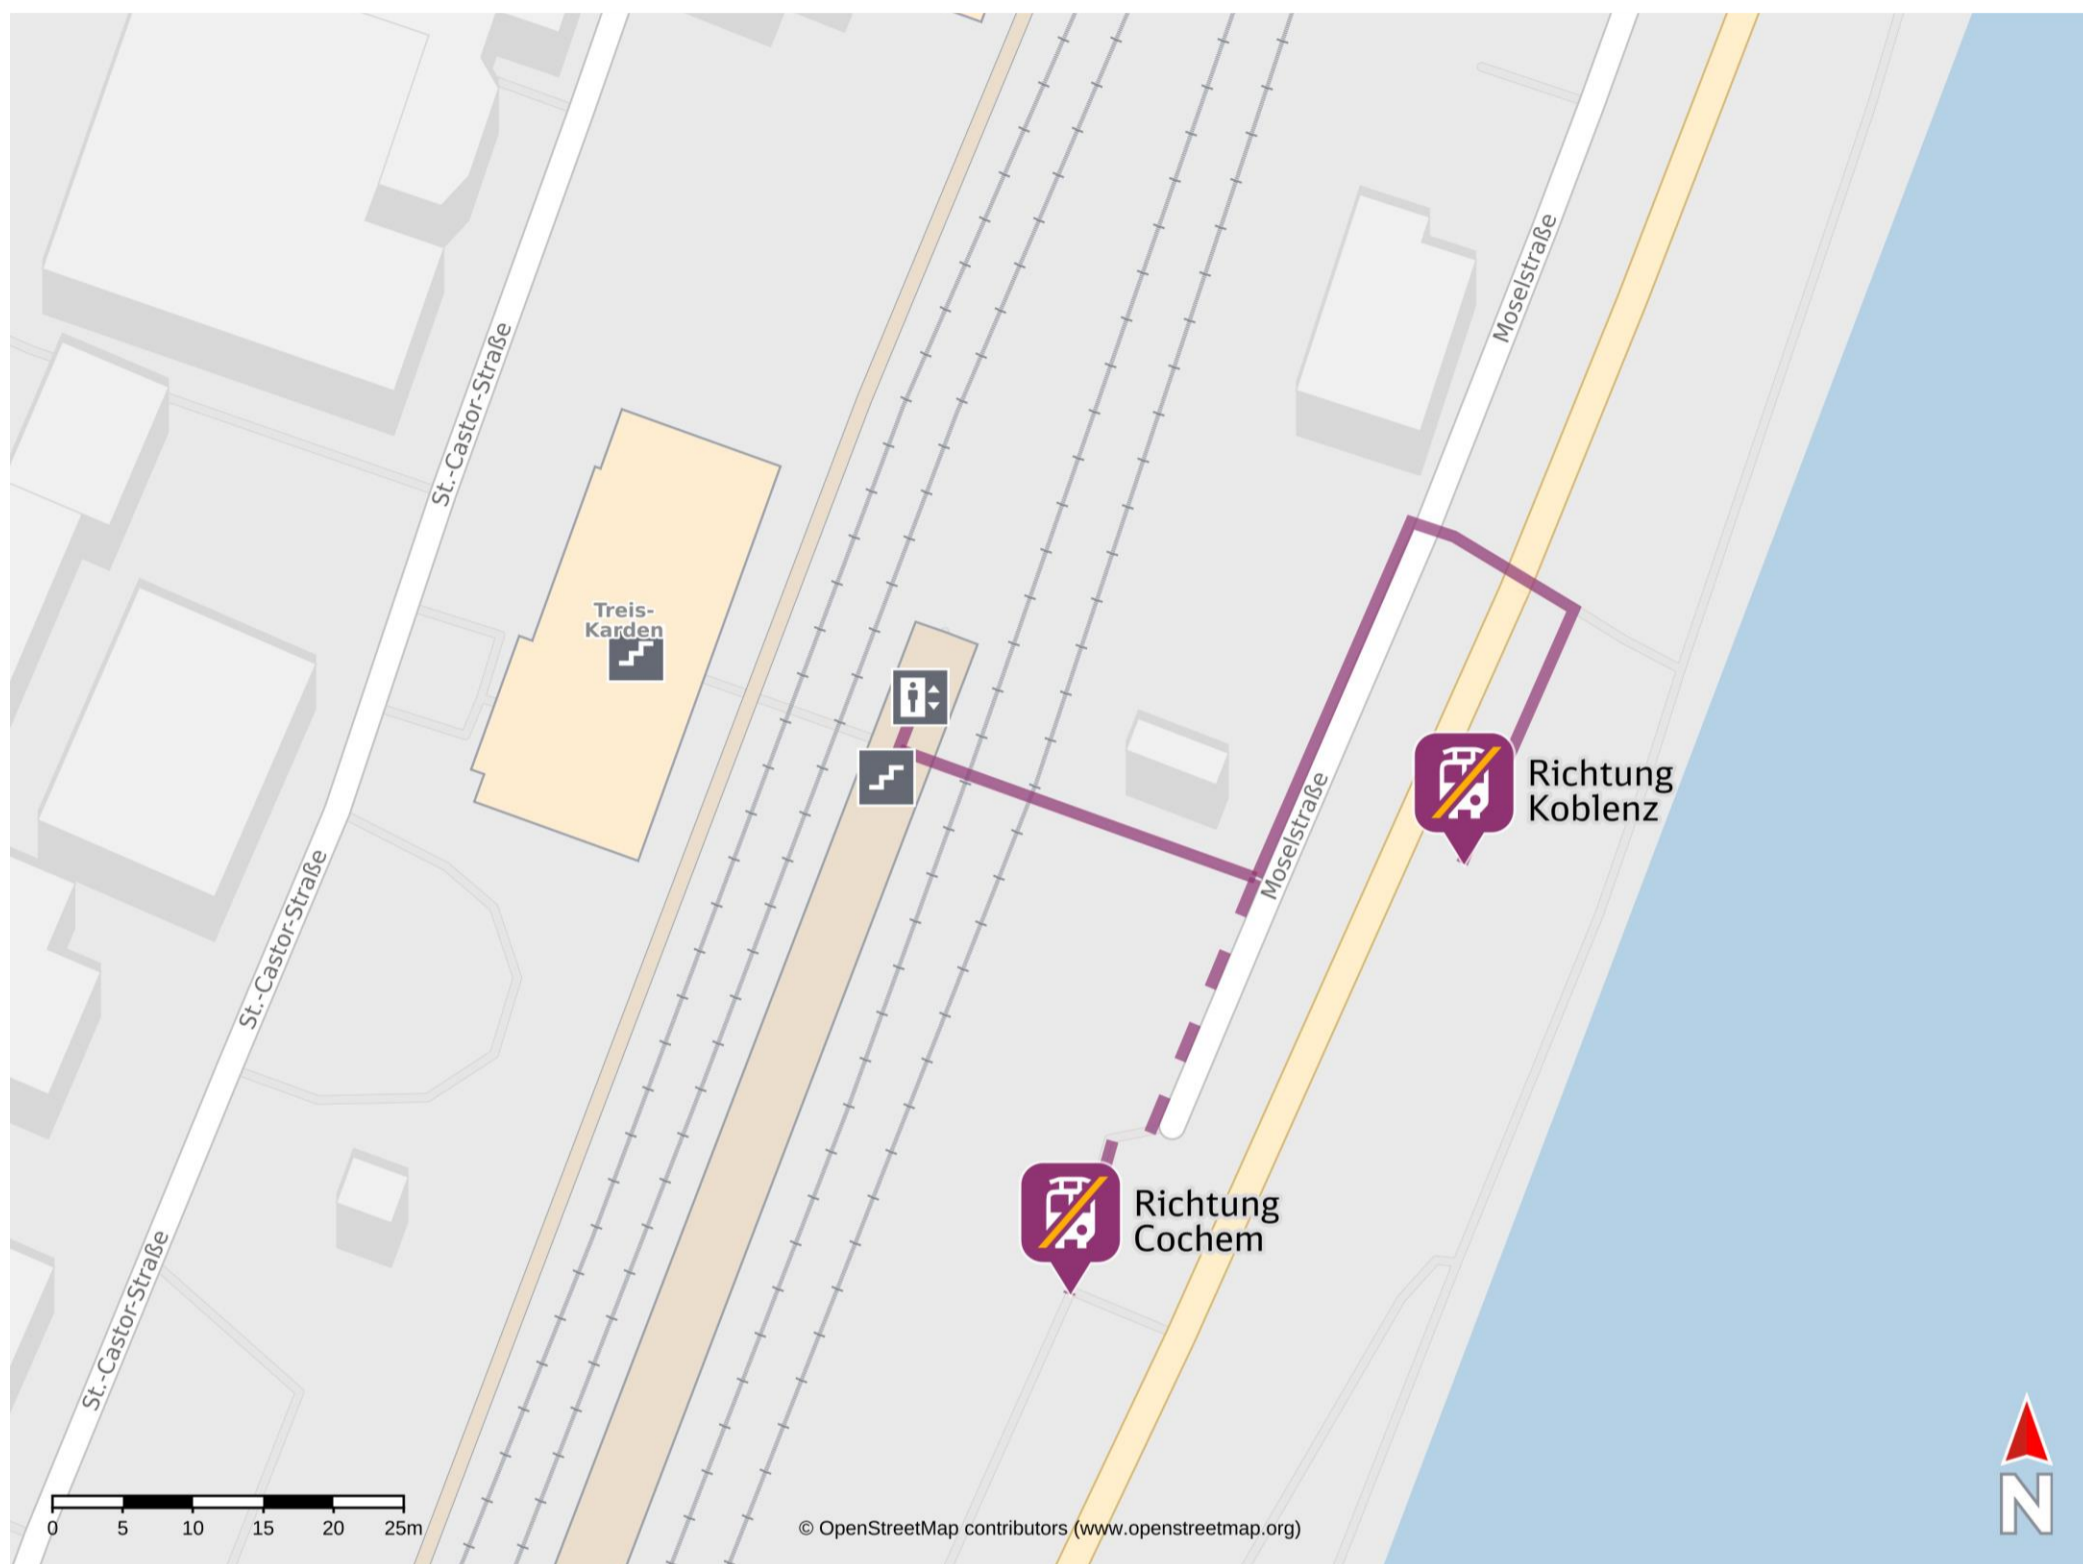 Moselstraße
St.-Castor-Straße
Treis-
Karden
Richtung
Koblenz
Moselstraße
St.-Castor-Straße
Richtung
Cochem
St.-Castor-Straße
0 5 10 15 20 25m
© OpenStreetMap contributors (www.openstreetmap.org)
N